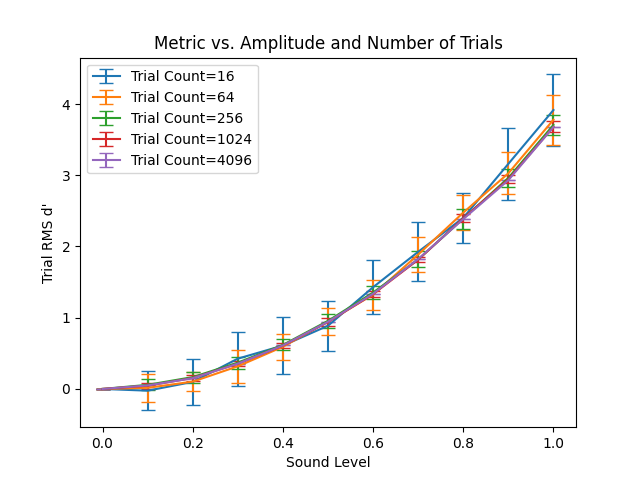 Metric vs. Amplitude and Number of Trials
Trial Count=16
Trial Count=64
Trial Count=256
Trial Count=1024
Trial Count=4096
Trial RMS d'
4
3
2
1
0
0.0 0.2 0.4 0.6 0.8 1.0
Sound Level